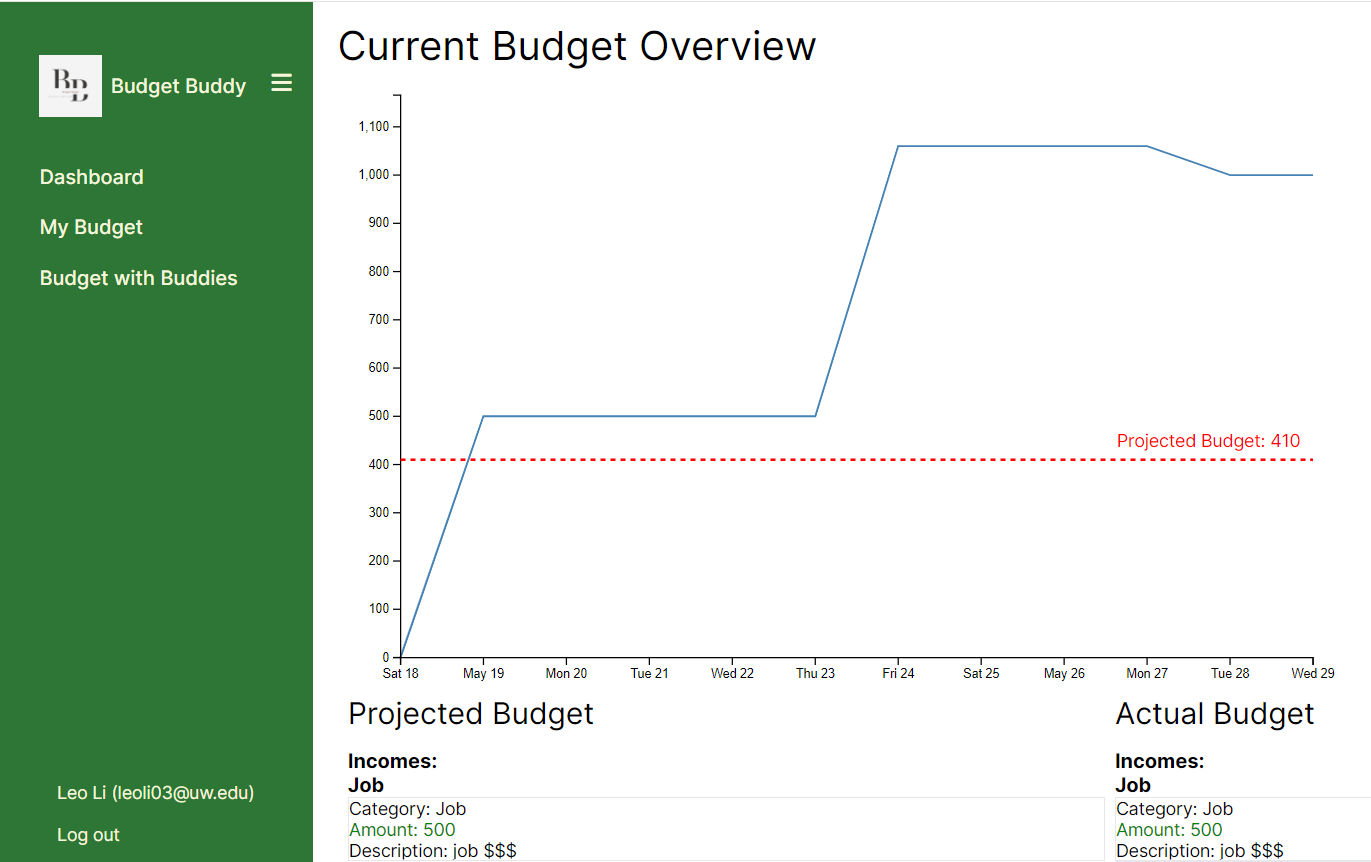 Current Budget Overview
BD
Budget Buddy
Dashboard
My Budget
Budget with Buddies
Leo Li (leoli03@uw.edu)
Log out
1,100
1,000
900
800
700
600
500
400
300
200
100
0
Projected Budget: 410
Sat 18 May 19 Mon 20 Tue 21 Wed 22 Thu 23 Fri 24 Sat 25 May 26 Mon 27 Tue 28 Wed 29
Projected Budget
Incomes:
Job
Category: Job
Amount: 500
Description: job $$$
Actual Budget
Incomes:
Job
Category: Job
Amount: 500
Description: job $$$